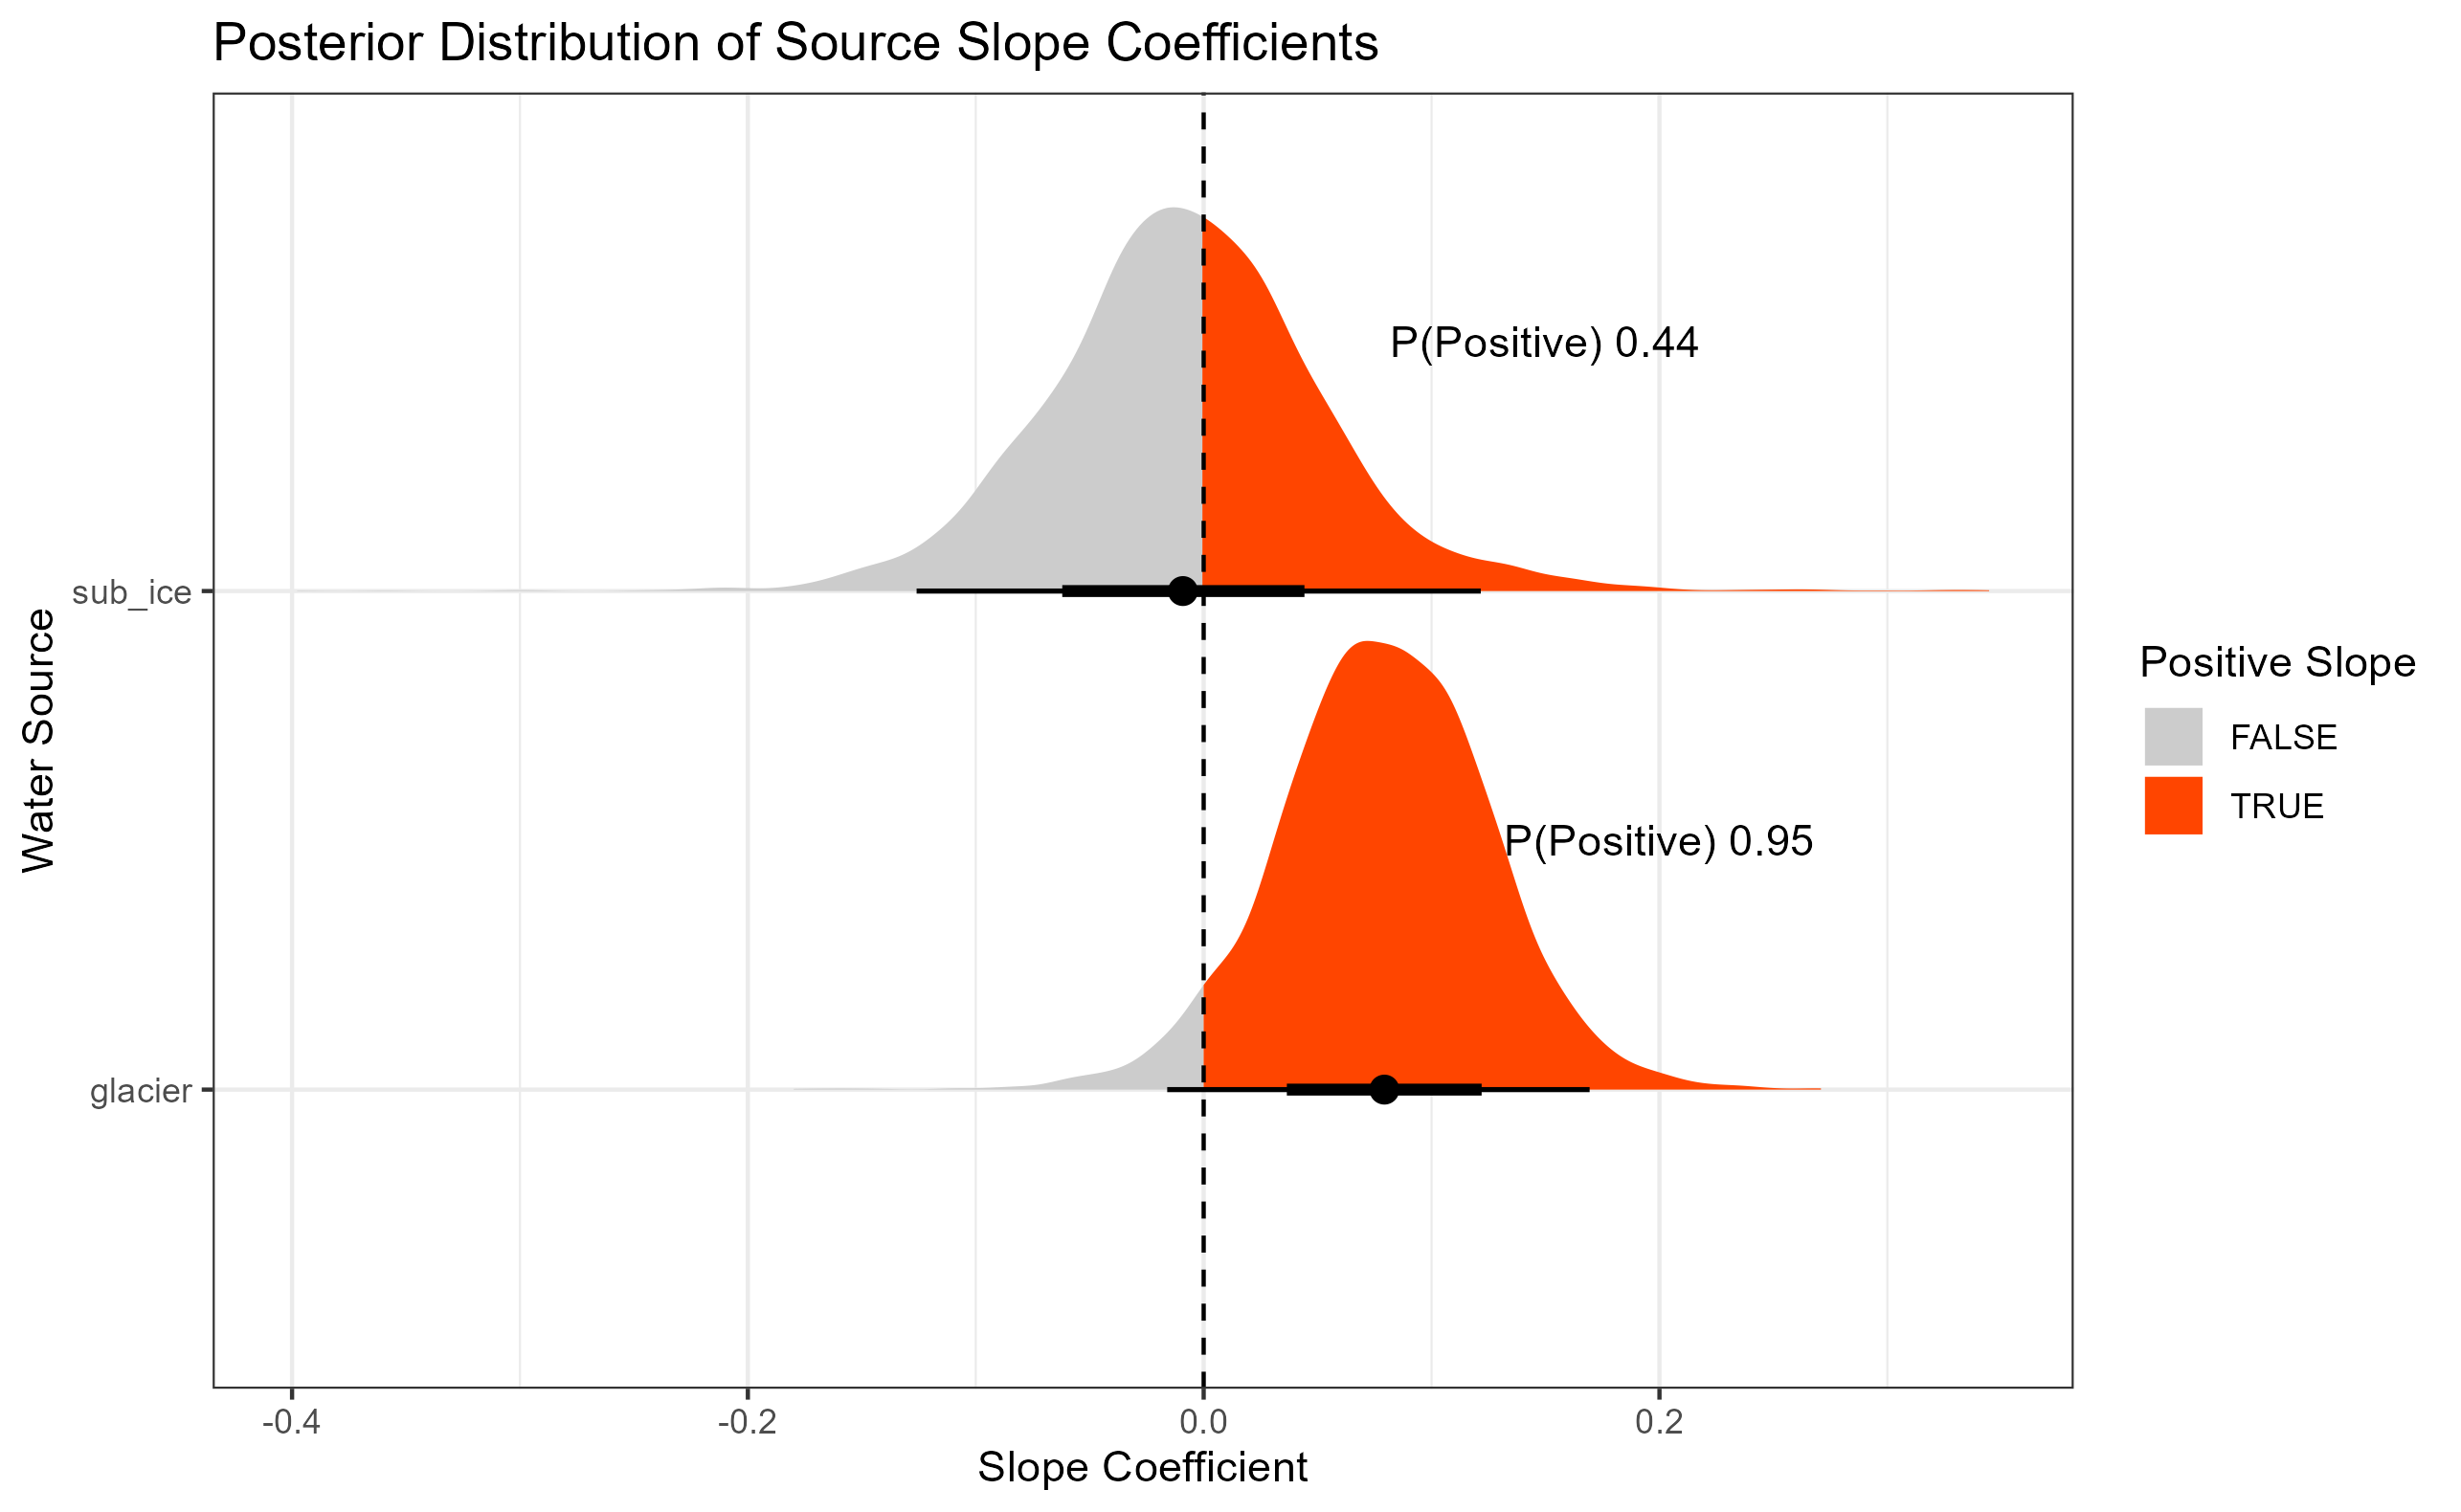 Posterior Distribution of Source Slope Coefficients
P(Positive) 0.44
sub_ice
Water Source
Positive Slope
FALSE
TRUE
P(Positive) 0.95
glacier
-0.4
-0.2
0.0
0.2
Slope Coefficient